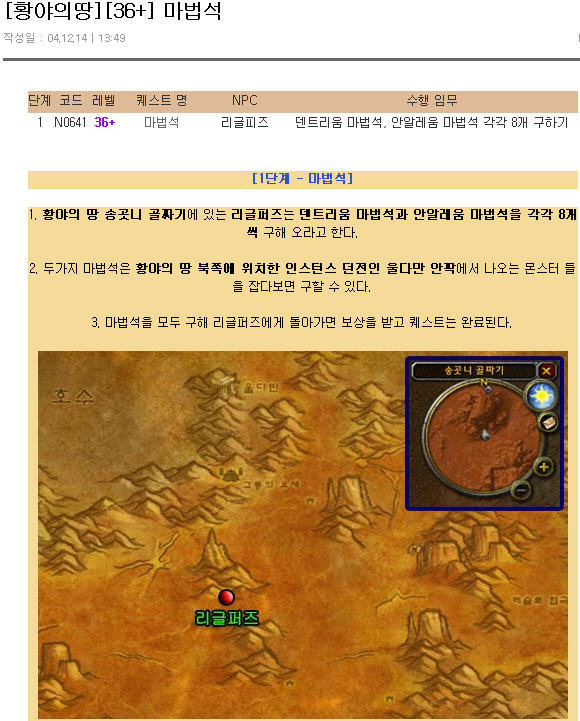 [황야의땅][36+] 마법석
작성일 : 04.12.14 | 13:49
단계 코드 레벨 퀘스트 명 NPC 수행 임무
1 N0641 36+ 마법석 리글퍼즈 덴트리움 마법석, 안알레움 마법석 각각 8개 구하기
[1단계 - 마법석]
1. 황야의 땅 송곳니 골짜기에 있는 리글퍼즈는 덴트리움 마법석과 안알레움 마법석을 각각 8개
씩 구해 오라고 한다.
2. 두가지 마법석은 황야의 땅 북쪽에 위치한 인스턴스 던전인 울다만 안팎에서 나오는 몬스터 들
을 잡다보면 구할 수 있다.
3. 마법석을 모두 구해 리글퍼즈에게 돌아가면 보상을 받고 퀘스트는 완료된다.
송곳니 골짜기
N
호수
울다만
리글퍼즈